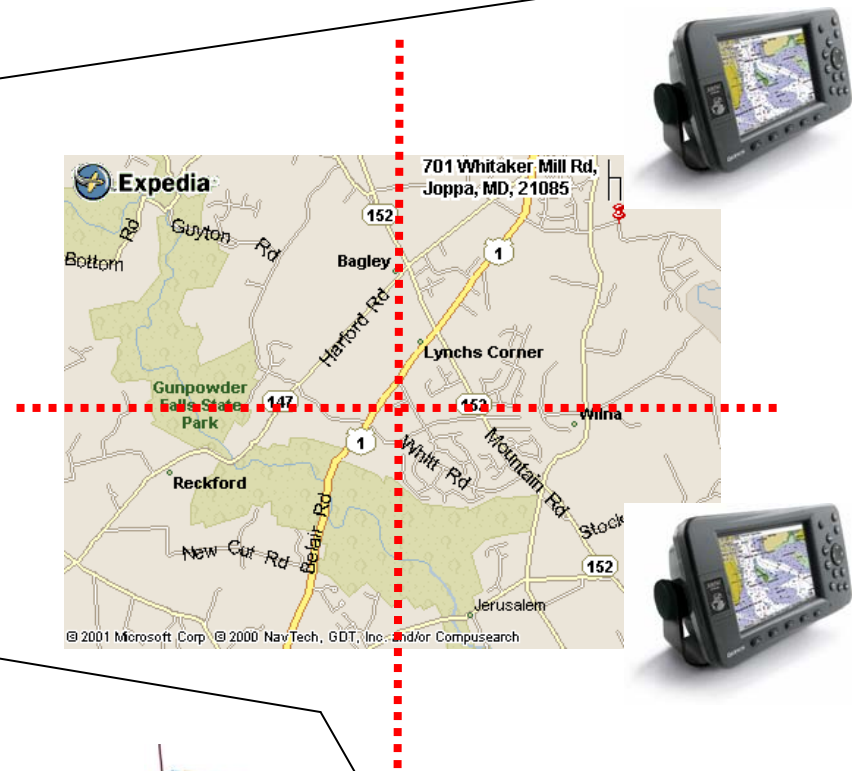 Expedia
701 Whitaker Mill Rd,
Joppa, MD, 21085
152
Guyton Rd
Rd
Bottom
Bagley
1
Harford Rd
Lynchs Corner
Gunpowder
Falls State
Park
147
152
Wilna
1
Whitt Rd
Mountain Rd
Reckford
Belair Rd
Stock
New Cut Rd
152
Jerusalem
© 2001 Microsoft Corp © 2000 NavTech, GDT, Inc. and/or Compusearch